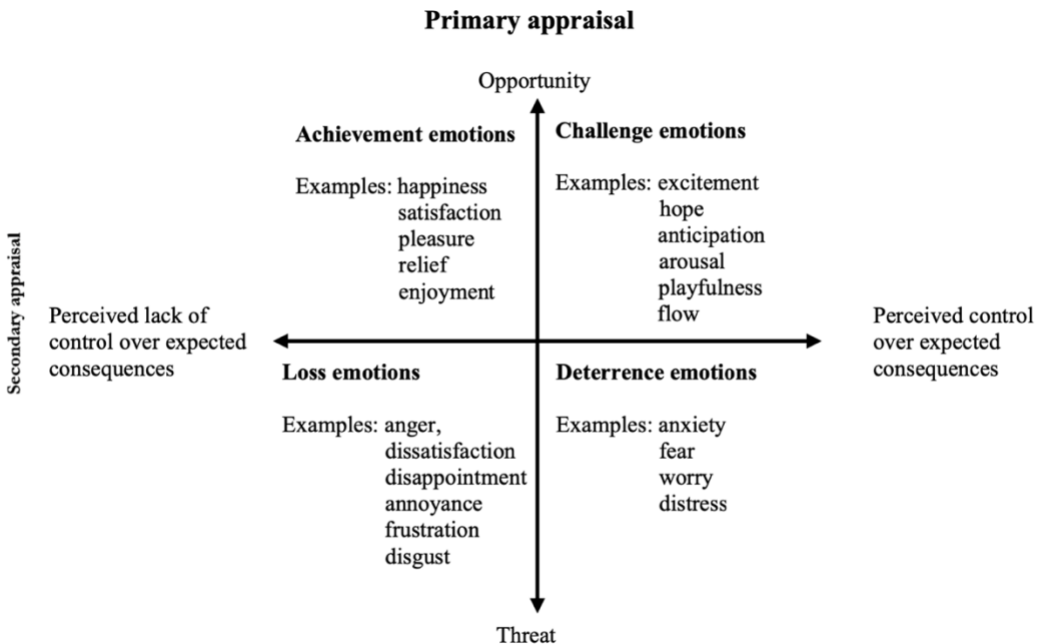 Primary appraisal
Opportunity
Achievement emotions
Examples: happiness
satisfaction
pleasure
relief
enjoyment
Challenge emotions
Examples: excitement
hope
anticipation
arousal
playfulness
flow
Secondary appraisal
Perceived lack of
control over expected
consequences
Perceived control
over expected
consequences
Loss emotions
Examples: anger,
dissatisfaction
disappointment
annoyance
frustration
disgust
Deterrence emotions
Examples: anxiety
fear
worry
distress
Threat